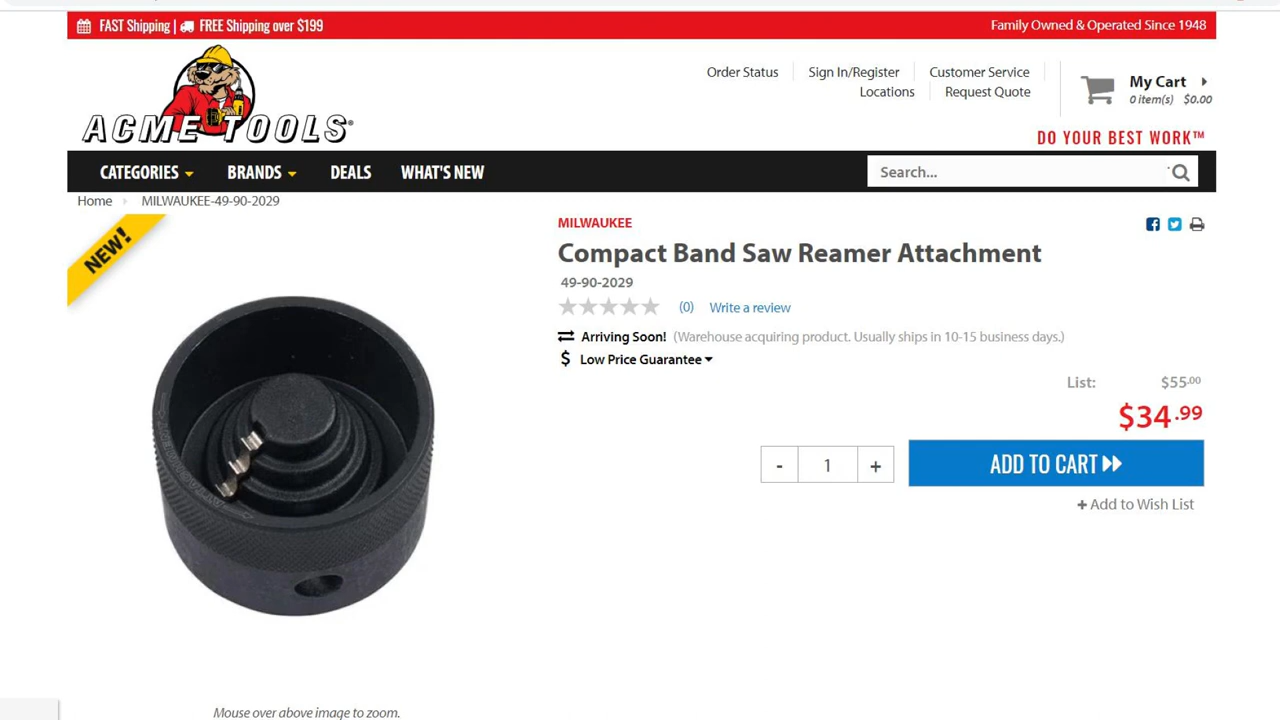 FAST Shipping | FREE Shipping over $199
Family Owned & Operated Since 1948
ACME TOOLS®
Order Status
Sign In/Register
Customer Service
Locations
Request Quote
My Cart
0 item(s) $0.00
DO YOUR BEST WORK™
CATEGORIES
BRANDS
DEALS
WHAT'S NEW
Search...
Home
MILWAUKEE-49-90-2029
NEW!
MILWAUKEE
Compact Band Saw Reamer Attachment
49-90-2029
(0) Write a review
Arriving Soon! (Warehouse acquiring product. Usually ships in 10-15 business days.)
$ Low Price Guarantee
List: $55.00
$34.99
- 1 +
ADD TO CART
+ Add to Wish List
Mouse over above image to zoom.